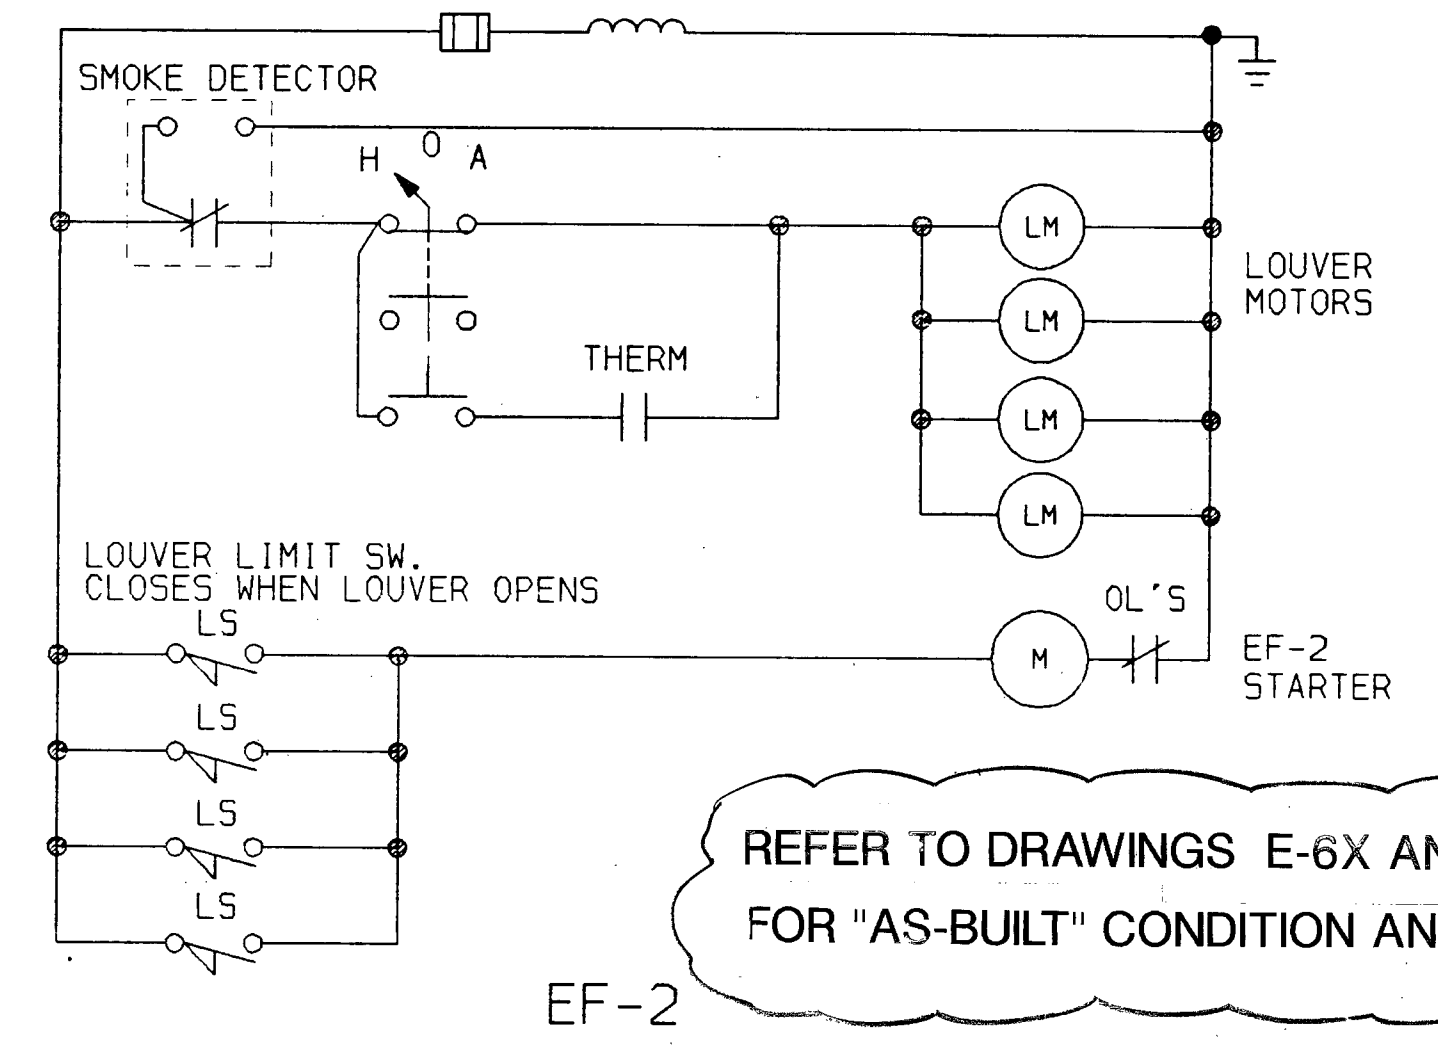 SMOKE DETECTOR
H O A
LM
LOUVER
MOTORS
LM
THERM
LM
LM
LOUVER LIMIT SW.
CLOSES WHEN LOUVER OPENS
OL'S
LS
M
EF-2
STARTER
LS
LS
LS
REFER TO DRAWINGS E-6X AN
FOR "AS-BUILT" CONDITION AN
EF-2